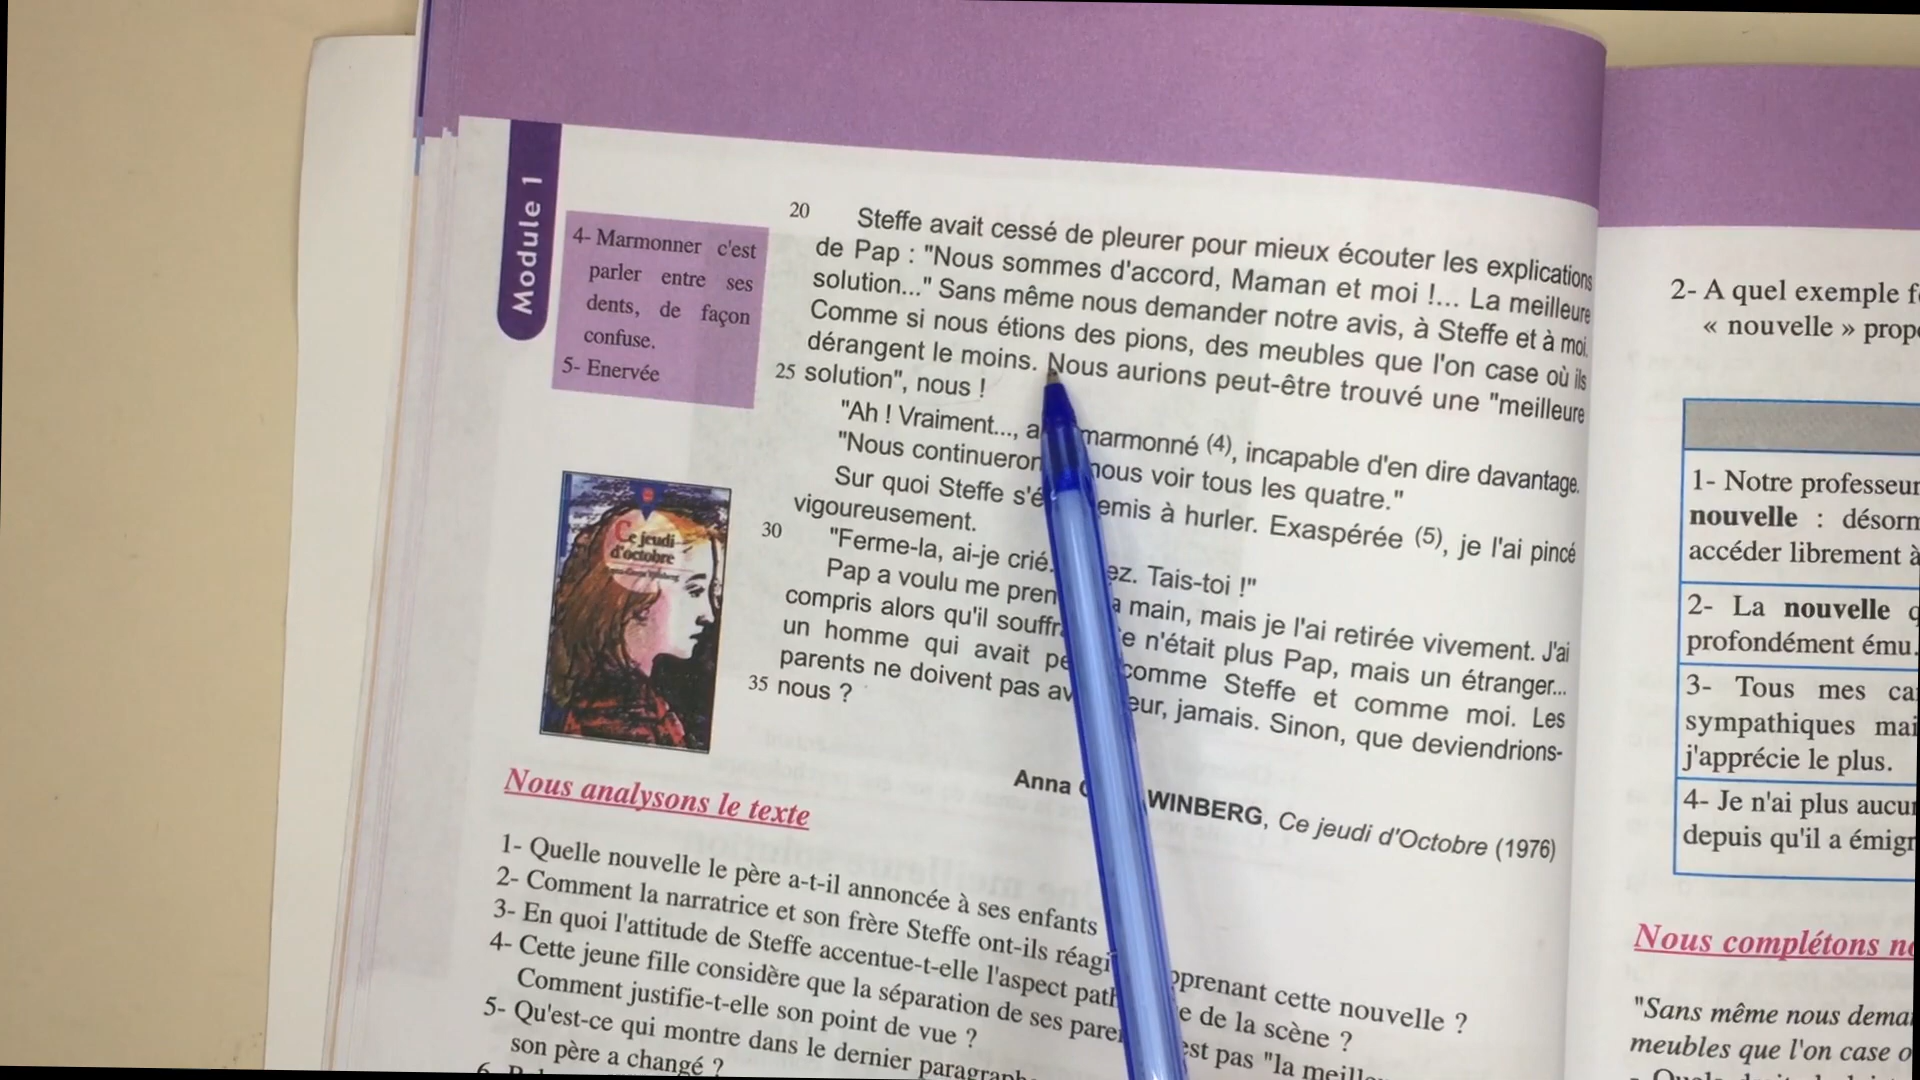 Module 1
4- Marmonner c'est
parler entre ses
dents, de façon
confuse.
5- Enervée
20 Steffe avait cessé de pleurer pour mieux écouter les explications
de Pap : "Nous sommes d'accord, Maman et moi !... La meilleure
solution..." Sans même nous demander notre avis, à Steffe et à moi.
Comme si nous étions des pions, des meubles que l'on case où ils
dérangent le moins. Nous aurions peut-être trouvé une "meilleure
25 solution", nous !
"Ah ! Vraiment..., marmonné (4), incapable d'en dire davantage.
"Nous continueron nous voir tous les quatre."
Sur quoi Steffe s'é emis à hurler. Exaspérée (5), je l'ai pincé
vigoureusement.
30 "Ferme-la, ai-je crié. ez. Tais-toi !"
Pap a voulu me pren a main, mais je l'ai retirée vivement. J'ai
compris alors qu'il souffr e n'était plus Pap, mais un étranger...
un homme qui avait pe comme Steffe et comme moi. Les
parents ne doivent pas av eur, jamais. Sinon, que deviendrions-
35 nous ?
Anna WINBERG, Ce jeudi d'Octobre (1976)
Ce jeudi
d'octobre
Nous analysons le texte
1- Quelle nouvelle le père a-t-il annoncée à ses enfants
2- Comment la narratrice et son frère Steffe ont-ils réagi pprenant cette nouvelle ?
3- En quoi l'attitude de Steffe accentue-t-elle l'aspect path e de la scène ?
4- Cette jeune fille considère que la séparation de ses pare est pas "la meille
Comment justifie-t-elle son point de vue ?
5- Qu'est-ce qui montre dans le dernier paragraph
son père a changé ?
6-
2- A quel exemple f
« nouvelle » prop
1- Notre professeur
nouvelle : désorm
accéder librement à
2- La nouvelle q
profondément ému.
3- Tous mes ca
sympathiques mai
j'apprécie le plus.
4- Je n'ai plus aucu
depuis qu'il a émigr
Nous complétons no
"Sans même nous dema
meubles que l'on case o